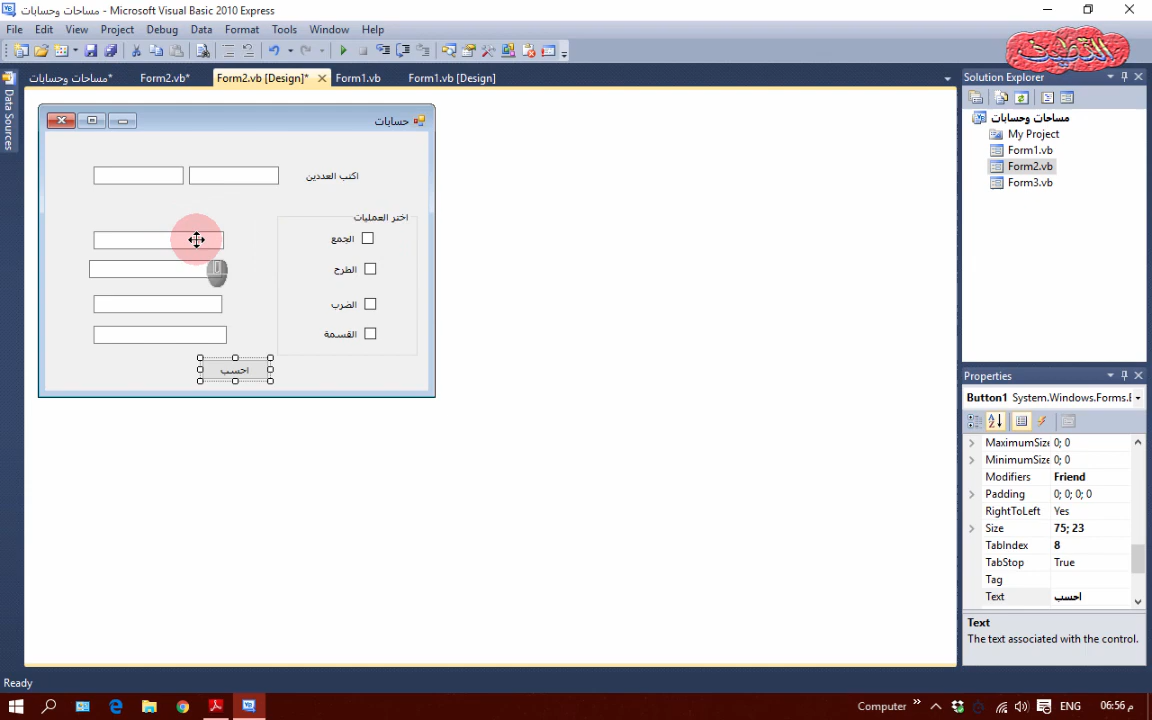 مساحات وحسابات - Microsoft Visual Basic 2010 Express
File Edit View Project Debug Data Format Tools Window Help
القطيف
مساحات وحسابات* Form2.vb* Form2.vb [Design]* Form1.vb Form1.vb [Design]
Solution Explorer
Data Sources
مساحات وحسابات
My Project
Form1.vb
Form2.vb
Form3.vb
حسابات
اكتب العددين
اختر العمليات
الجمع
الطرح
الضرب
القسمة
احسب
Properties
Button1 System.Windows.Forms.
MaximumSize 0; 0
MinimumSize 0; 0
Modifiers Friend
Padding 0; 0; 0; 0
RightToLeft Yes
Size 75; 23
TabIndex 8
TabStop True
Tag
Text احسب
Text
The text associated with the control.
Ready
Computer » ENG 06:56 م